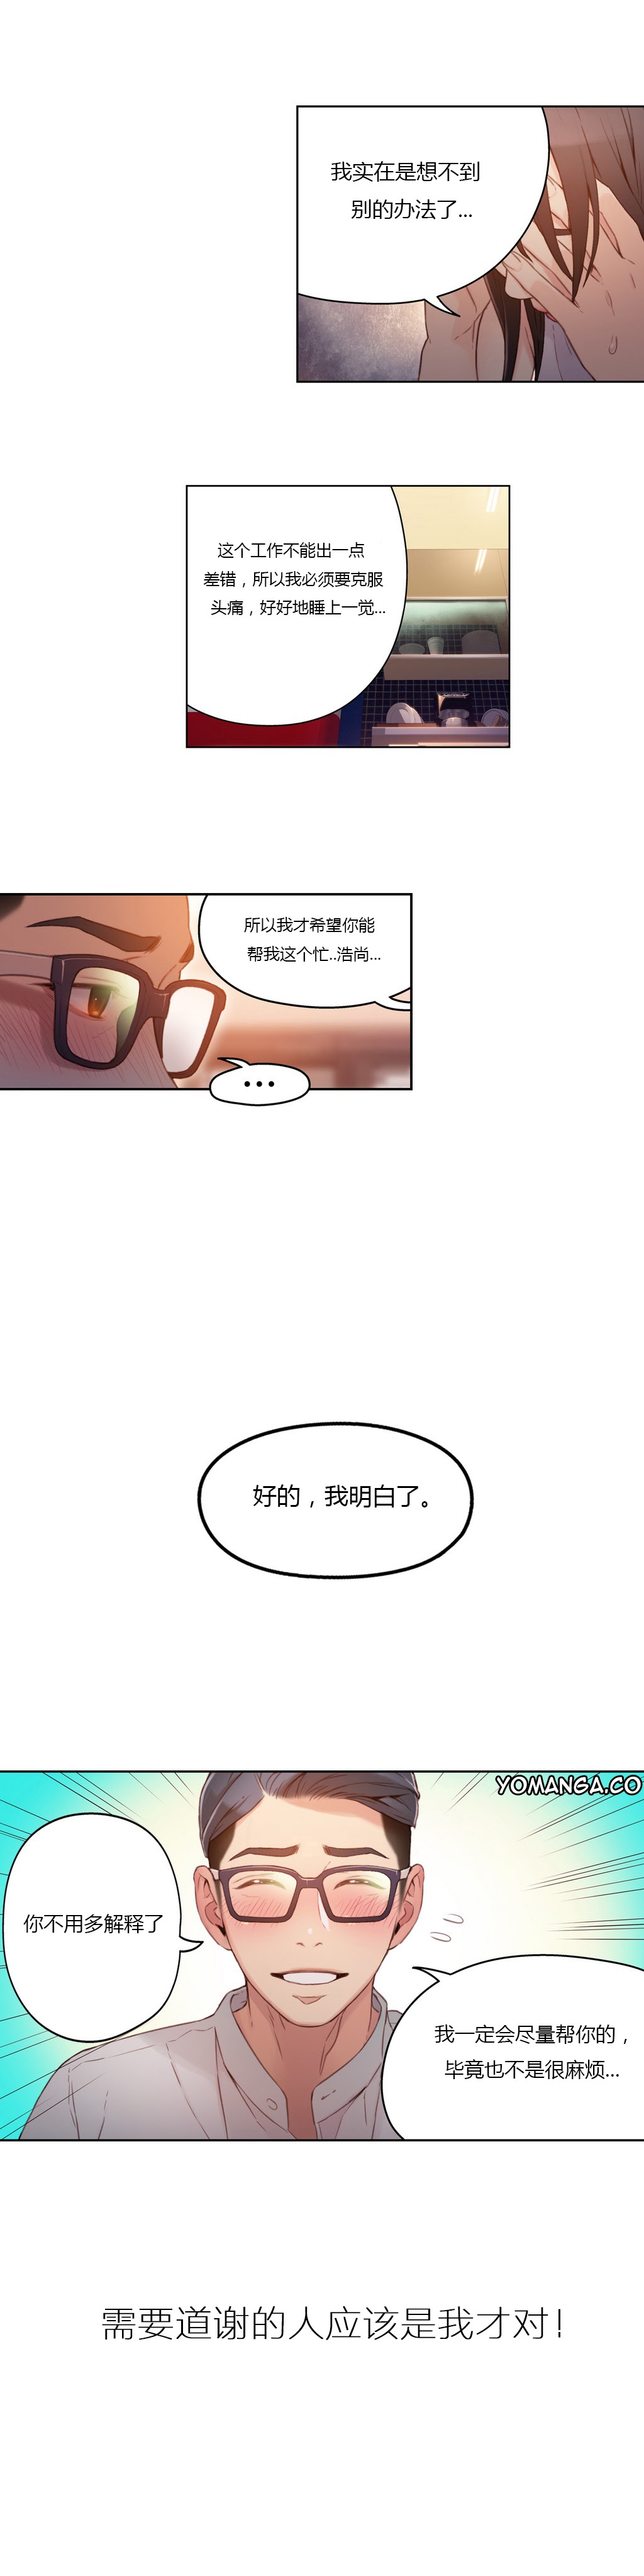 我实在是想不到
别的办法了...
这个工作不能出一点
差错，所以我必须要克服
头痛，好好地睡上一觉...
所以我才希望你能
帮我这个忙..浩尚...
...
好的，我明白了。
YOMANGA.CO
你不用多解释了
我一定会尽量帮你的，
毕竟也不是很麻烦...
需要道谢的人应该是我才对!